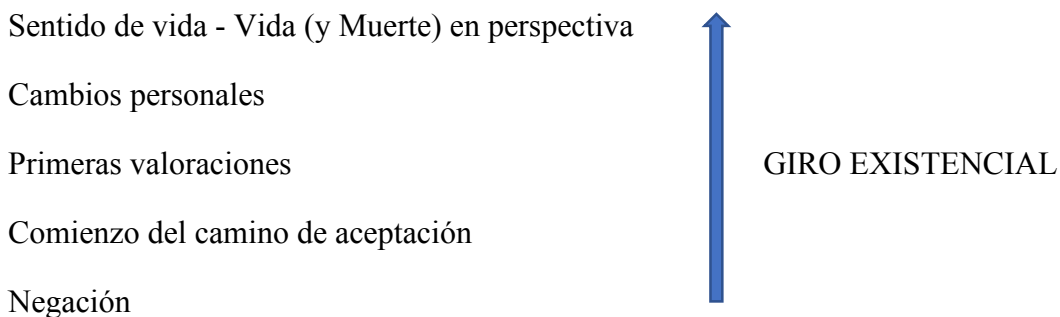 Sentido de vida - Vida (y Muerte) en perspectiva
Cambios personales
Primeras valoraciones
GIRO EXISTENCIAL
Comienzo del camino de aceptación
Negación